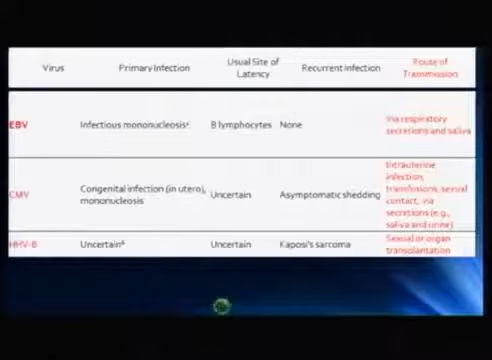 Virus Primary Infection Usual Site of Latency Recurrent Infection Route of Transmission
EBV Infectious mononucleosisᵃ B lymphocytes None Via respiratory secretions and saliva
CMV Congenital infection (in utero), mononucleosis Uncertain Asymptomatic shedding Intrauterine infection, transfusions, sexual contact, via secretions (e.g., saliva and urine)
HHV-8 Uncertainᵇ Uncertain Kaposi's sarcoma Sexual or organ transplantation